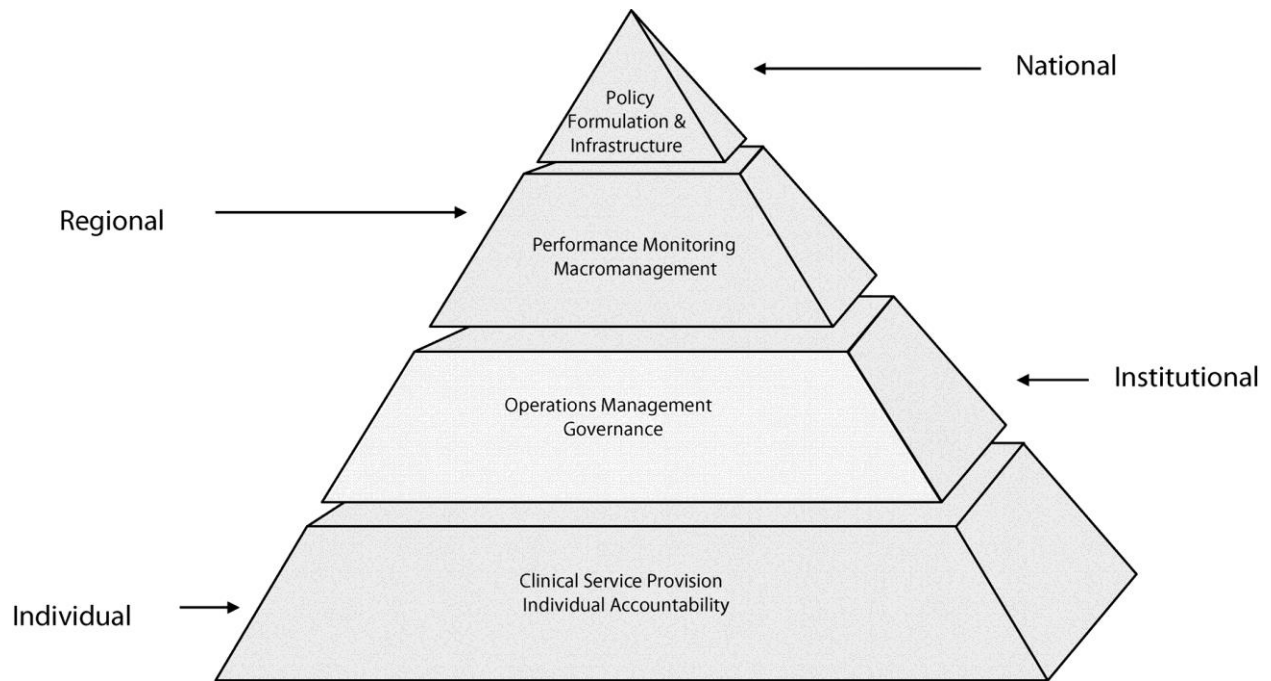 National
Policy
Formulation &
Infrastructure
Regional
Performance Monitoring
Macromanagement
Institutional
Operations Management
Governance
Clinical Service Provision
Individual Accountability
Individual